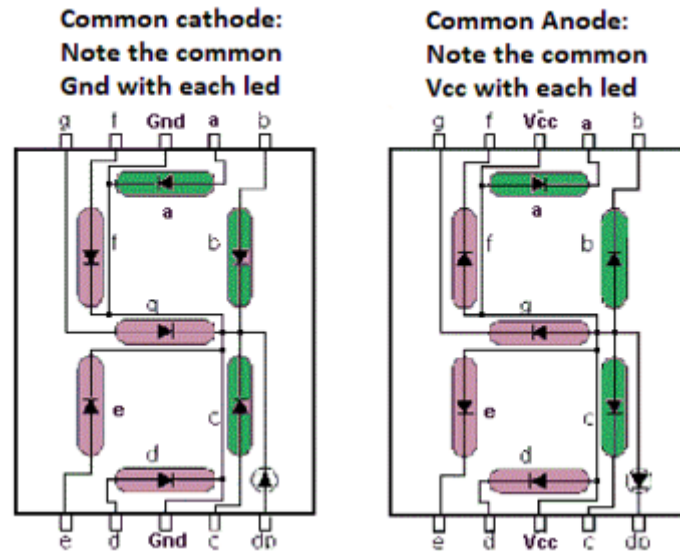 Common cathode:
Note the common
Gnd with each led
g f Gnd a b
a
f b
g
e c
d
e d Gnd c dp
Common Anode:
Note the common
Vcc with each led
g f Vcc a b
a
f b
g
e c
d
e d Vcc c dp